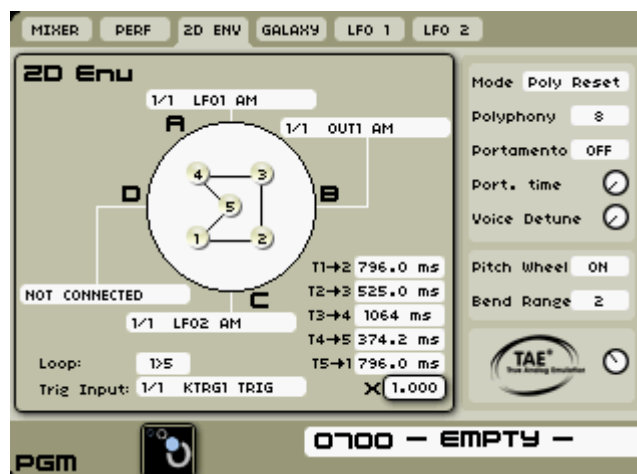 MIXER PERF 2D ENV GALAXY LFO 1 LFO 2
2D Env
1/1 LFO1 AM
A
1/1 OUT1 AM
4 3
D
5
B
1 2
NOT CONNECTED
C
1/1 LFO2 AM
T1→2 796.0 ms
T2→3 525.0 ms
T3→4 1064 ms
T4→5 374.2 ms
T5→1 796.0 ms
Loop: 1>5
Trig Input: 1/1 KTRG1 TRIG
X 1.000
Mode Poly Reset
Polyphony 8
Portamento OFF
Port. time
Voice Detune
Pitch Wheel ON
Bend Range 2
TAE®
True Analog Emulation
PGM
0700 - EMPTY -